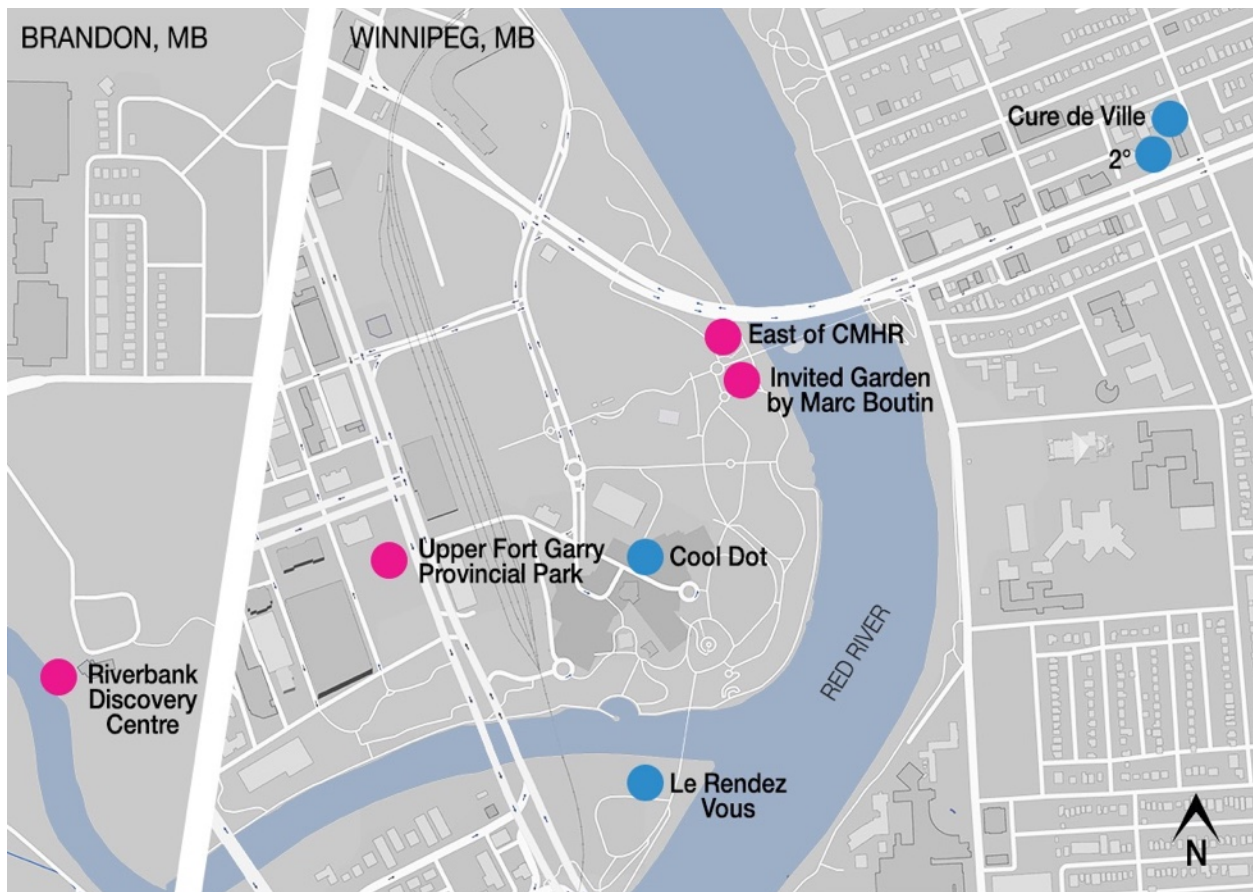 BRANDON, MB
WINNIPEG, MB
Cure de Ville
2°
East of CMHR
Invited Garden
by Marc Boutin
Upper Fort Garry
Provincial Park
Cool Dot
Riverbank
Discovery
Centre
RED RIVER
Le Rendez
Vous
N